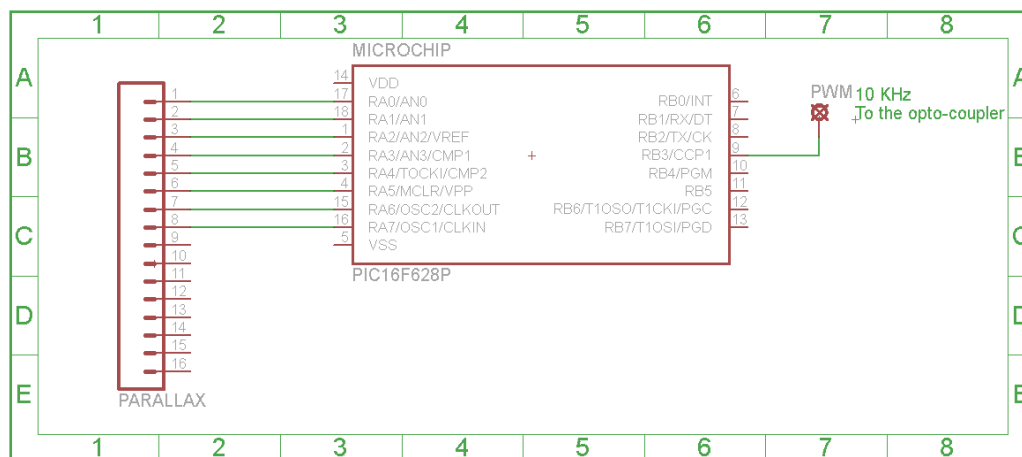 1 2 3 4 5 6 7 8
MICROCHIP
A A
14 VDD
1 17 RA0/AN0 RB0/INT 6 PWM 10 KHz
2 18 RA1/AN1 RB1/RX/DT 7 To the opto-coupler
3 1 RA2/AN2/VREF RB2/TX/CK 8
B 4 2 RA3/AN3/CMP1 RB3/CCP1 9 B
5 3 RA4/TOCKI/CMP2 RB4/PGM 10
6 4 RA5/MCLR/VPP RB5 11
7 15 RA6/OSC2/CLKOUT RB6/T1OSO/T1CKI/PGC 12
8 16 RA7/OSC1/CLKIN RB7/T1OSI/PGD 13
C 9 5 VSS C
10
PIC16F628P
11
12
D 13 D
14
15
16
E E
PARALLAX
1 2 3 4 5 6 7 8